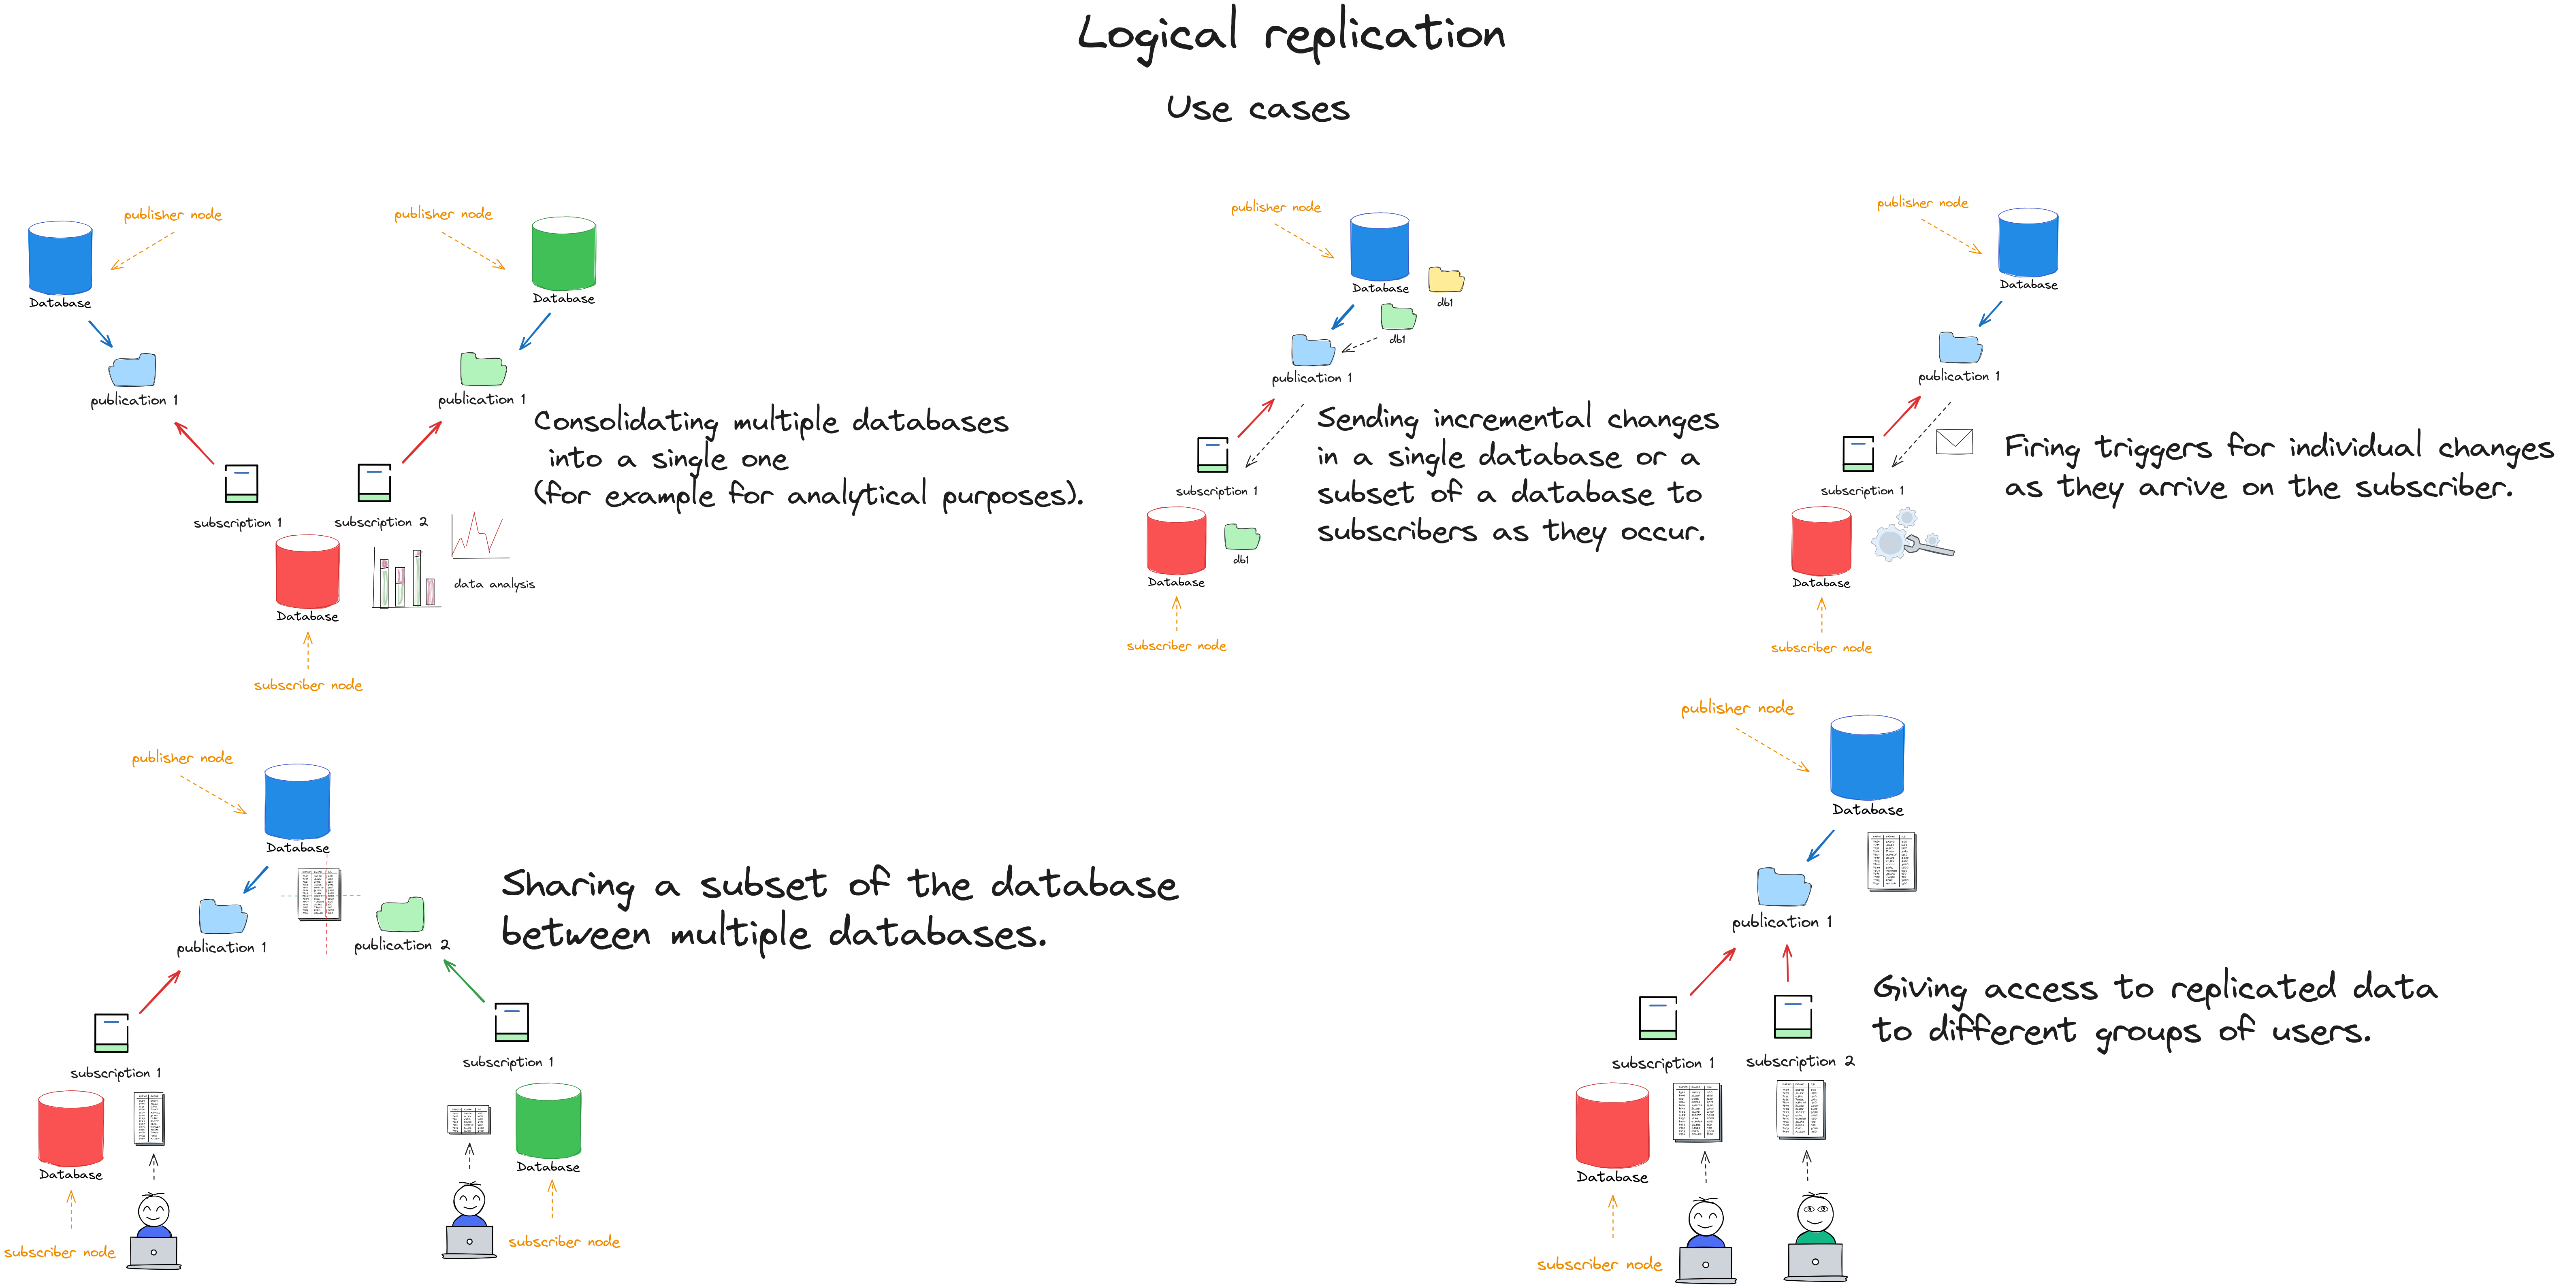 Logical replication
Use cases
publisher node
publisher node
Database
Database
publication 1
publication 1
Consolidating multiple databases
into a single one
(for example for analytical purposes).
subscription 1
subscription 2
data analysis
Database
subscriber node
publisher node
Database
db1
db1
publication 1
Sending incremental changes
in a single database or a
subset of a database to
subscribers as they occur.
subscription 1
db1
Database
subscriber node
publisher node
Database
publication 1
Firing triggers for individual changes
as they arrive on the subscriber.
subscription 1
Database
subscriber node
publisher node
Database
publication 1
publication 2
Sharing a subset of the database
between multiple databases.
subscription 1
subscription 1
Database
Database
subscriber node
subscriber node
publisher node
Database
publication 1
Giving access to replicated data
to different groups of users.
subscription 1
subscription 2
Database
subscriber node